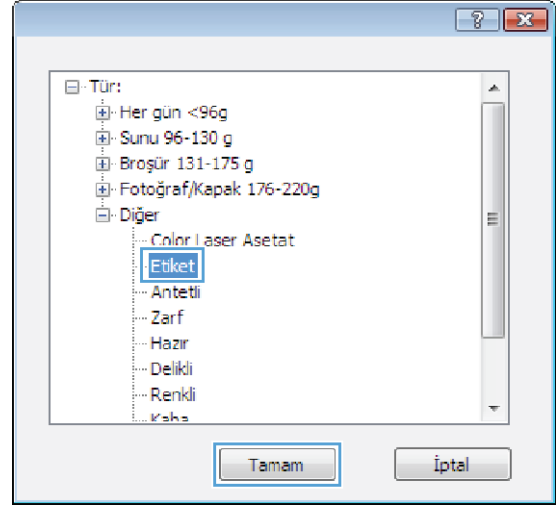 Tür:
Her gün <96g
Sunu 96-130 g
Broşür 131-175 g
Fotoğraf/Kapak 176-220g
Diğer
Color Laser Asetat
Etiket
Antetli
Zarf
Hazır
Delikli
Renkli
Kaba
Tamam
İptal